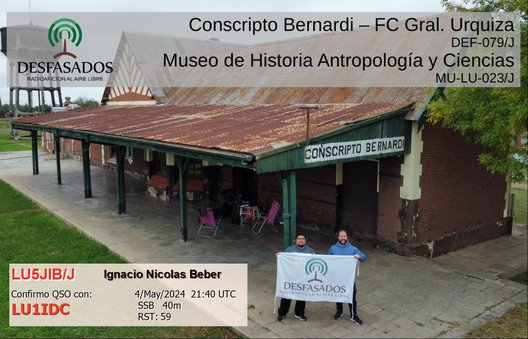 Conscripto Bernardi – FC Gral. Urquiza
DEF-079/J
Museo de Historia Antropología y Ciencias
MU-LU-023/J
DESFASADOS
RADIOAFICION AL AIRE LIBRE
CONSCRIPTO BERNARDI
DESFASADOS
RADIOAFICION AL AIRE LIBRE
LU5JIB/J Ignacio Nicolas Beber
Confirmo QSO con: 4/May/2024 21:40 UTC
LU1IDC SSB 40m
RST: 59